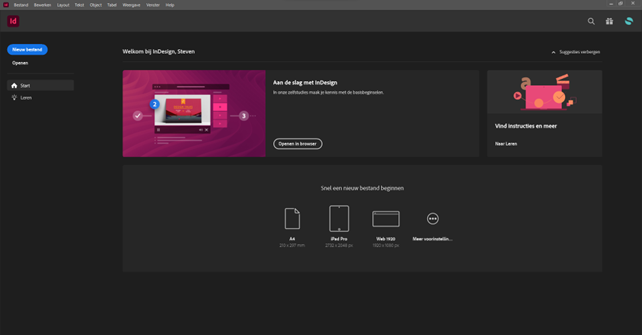 Id Bestand Bewerken Layout Tekst Object Tabel Weergave Venster Help
Id
Nieuw bestand
Openen
Start
Leren
Welkom bij InDesign, Steven
Suggesties verbergen
2
3
Aan de slag met InDesign
In onze zelfstudies maak je kennis met de basisbeginselen.
Openen in browser
Vind instructies en meer
Naar Leren
Snel een nieuw bestand beginnen
A4
210 x 297 mm
iPad Pro
2732 x 2048 px
Web 1920
1920 x 1080 px
Meer voorinstellin...